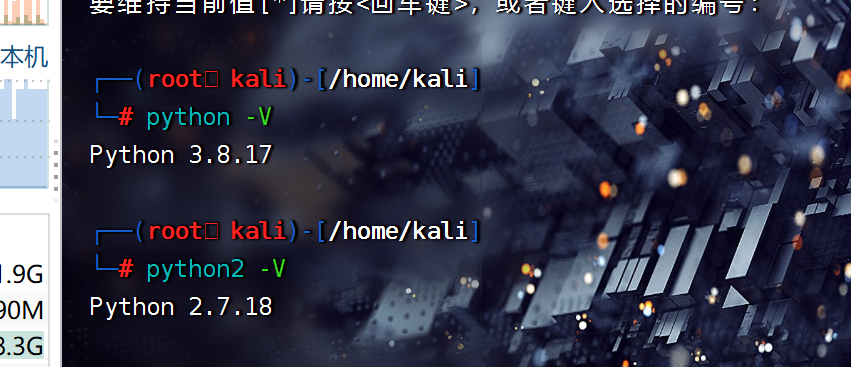 要维持当前值[*]请按<回车键>，或者键入选择的编号：
本机
┌──(root㉿ kali)-[/home/kali]
└─# python -V
Python 3.8.17
┌──(root㉿ kali)-[/home/kali]
└─# python2 -V
.9G
Python 2.7.18
90M
3.3G